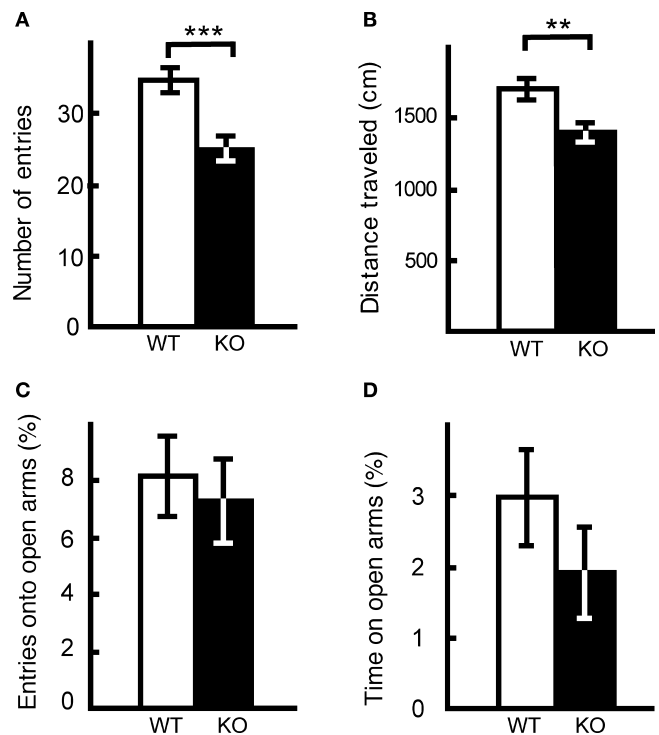 A
***
Number of entries
30
20
10
0
WT KO
B
**
Distance traveled (cm)
1500
1000
500
WT KO
C
Entries onto open arms (%)
8
6
4
2
0
WT KO
D
Time on open arms (%)
3
2
1
0
WT KO